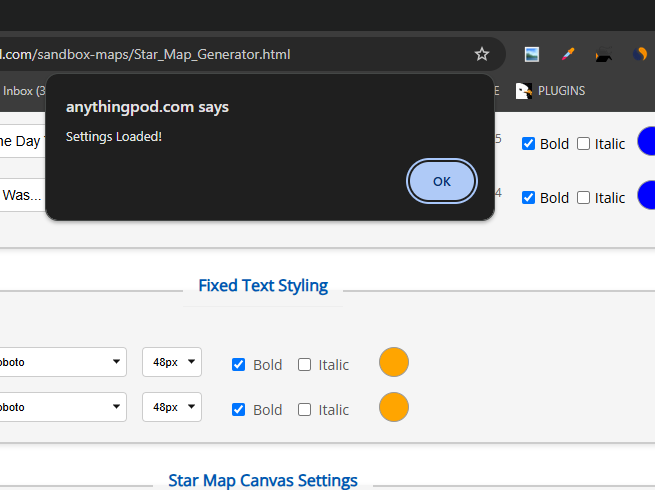 .com/sandbox-maps/Star_Map_Generator.html
Inbox (3
E
PLUGINS
anythingpod.com says
Settings Loaded!
OK
ne Day
5
Bold
Italic
Was...
4
Bold
Italic
Fixed Text Styling
oboto
48px
Bold
Italic
oboto
48px
Bold
Italic
Star Map Canvas Settings